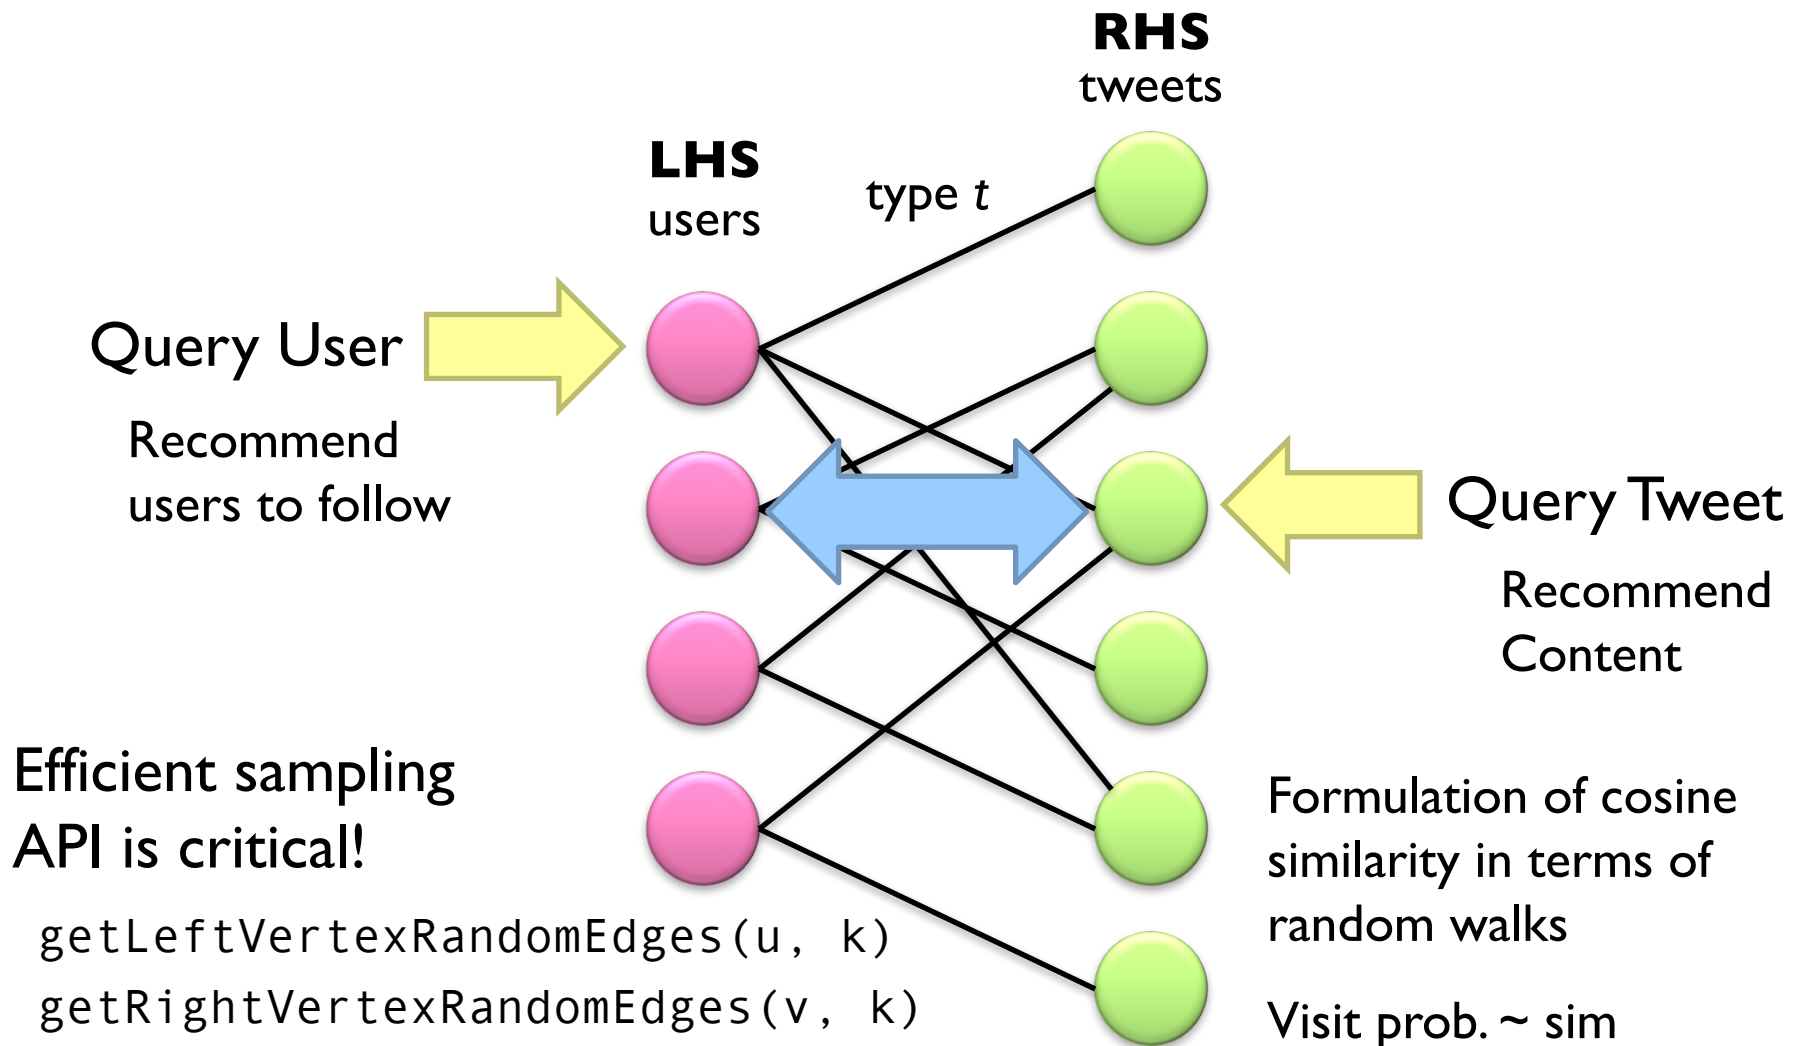 RHS
tweets
LHS
users
type t
Query User
Recommend
users to follow
Query Tweet
Recommend
Content
Efficient sampling
API is critical!
getLeftVertexRandomEdges(u, k)
getRightVertexRandomEdges(v, k)
Formulation of cosine
similarity in terms of
random walks
Visit prob. ~ sim